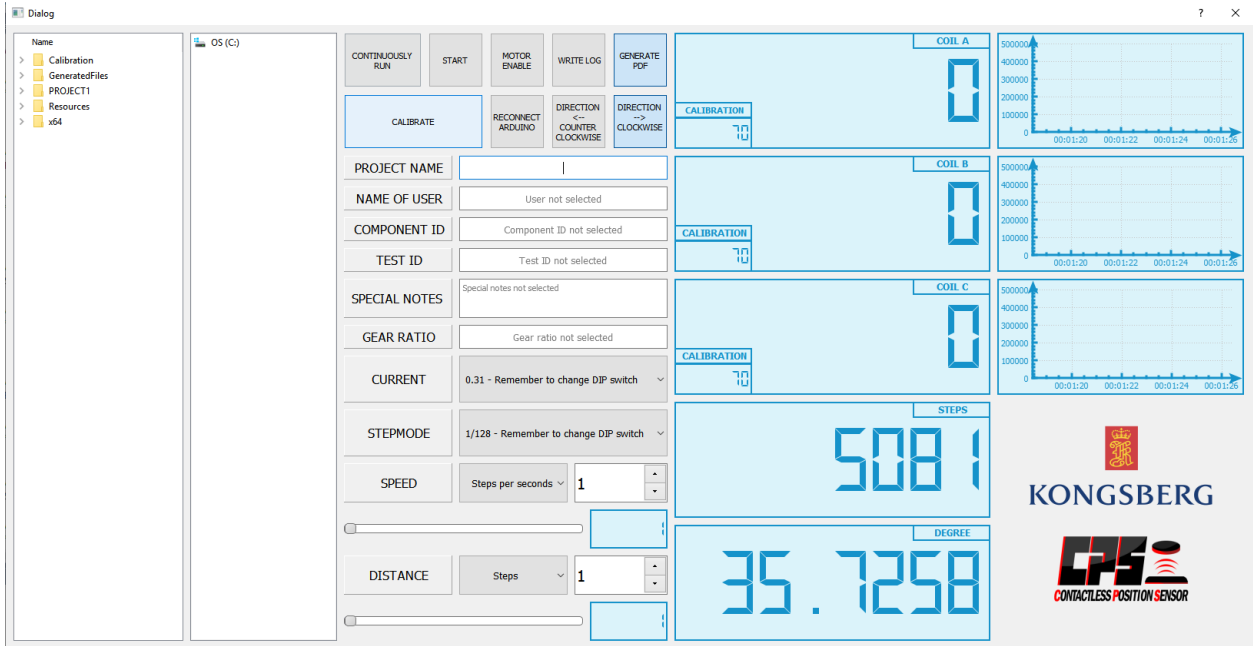 Dialog
?
Name
Calibration
GeneratedFiles
PROJECT1
Resources
x64
OS (C:)
CONTINUOUSLY
RUN
START
MOTOR
ENABLE
WRITE LOG
GENERATE
PDF
CALIBRATE
RECONNECT
ARDUINO
DIRECTION
<--
COUNTER
CLOCKWISE
DIRECTION
-->
CLOCKWISE
PROJECT NAME
NAME OF USER
User not selected
COMPONENT ID
Component ID not selected
TEST ID
Test ID not selected
SPECIAL NOTES
Special notes not selected
GEAR RATIO
Gear ratio not selected
CURRENT
0.31 - Remember to change DIP switch
STEPMODE
1/128 - Remember to change DIP switch
SPEED
Steps per seconds
1
1
DISTANCE
Steps
1
1
COIL A
0
CALIBRATION
70
COIL B
0
CALIBRATION
70
COIL C
0
CALIBRATION
70
STEPS
5081
DEGREE
35.7258
500000
400000
300000
200000
100000
0
00:01:20 00:01:22 00:01:24 00:01:26
500000
400000
300000
200000
100000
0
00:01:20 00:01:22 00:01:24 00:01:26
500000
400000
300000
200000
100000
0
00:01:20 00:01:22 00:01:24 00:01:26
KONGSBERG
CPS
CONTACTLESS POSITION SENSOR